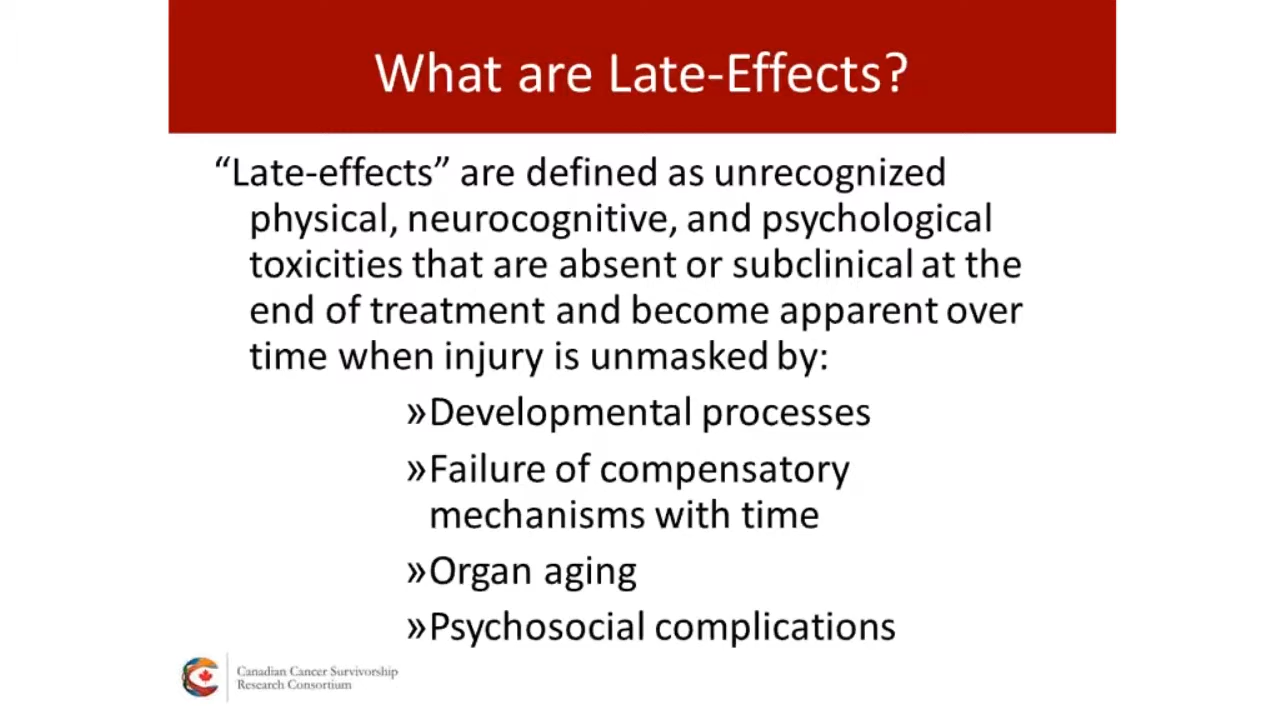 What are Late-Effects?
“Late-effects” are defined as unrecognized
physical, neurocognitive, and psychological
toxicities that are absent or subclinical at the
end of treatment and become apparent over
time when injury is unmasked by:
»Developmental processes
»Failure of compensatory
mechanisms with time
»Organ aging
»Psychosocial complications
Canadian Cancer Survivorship
Research Consortium